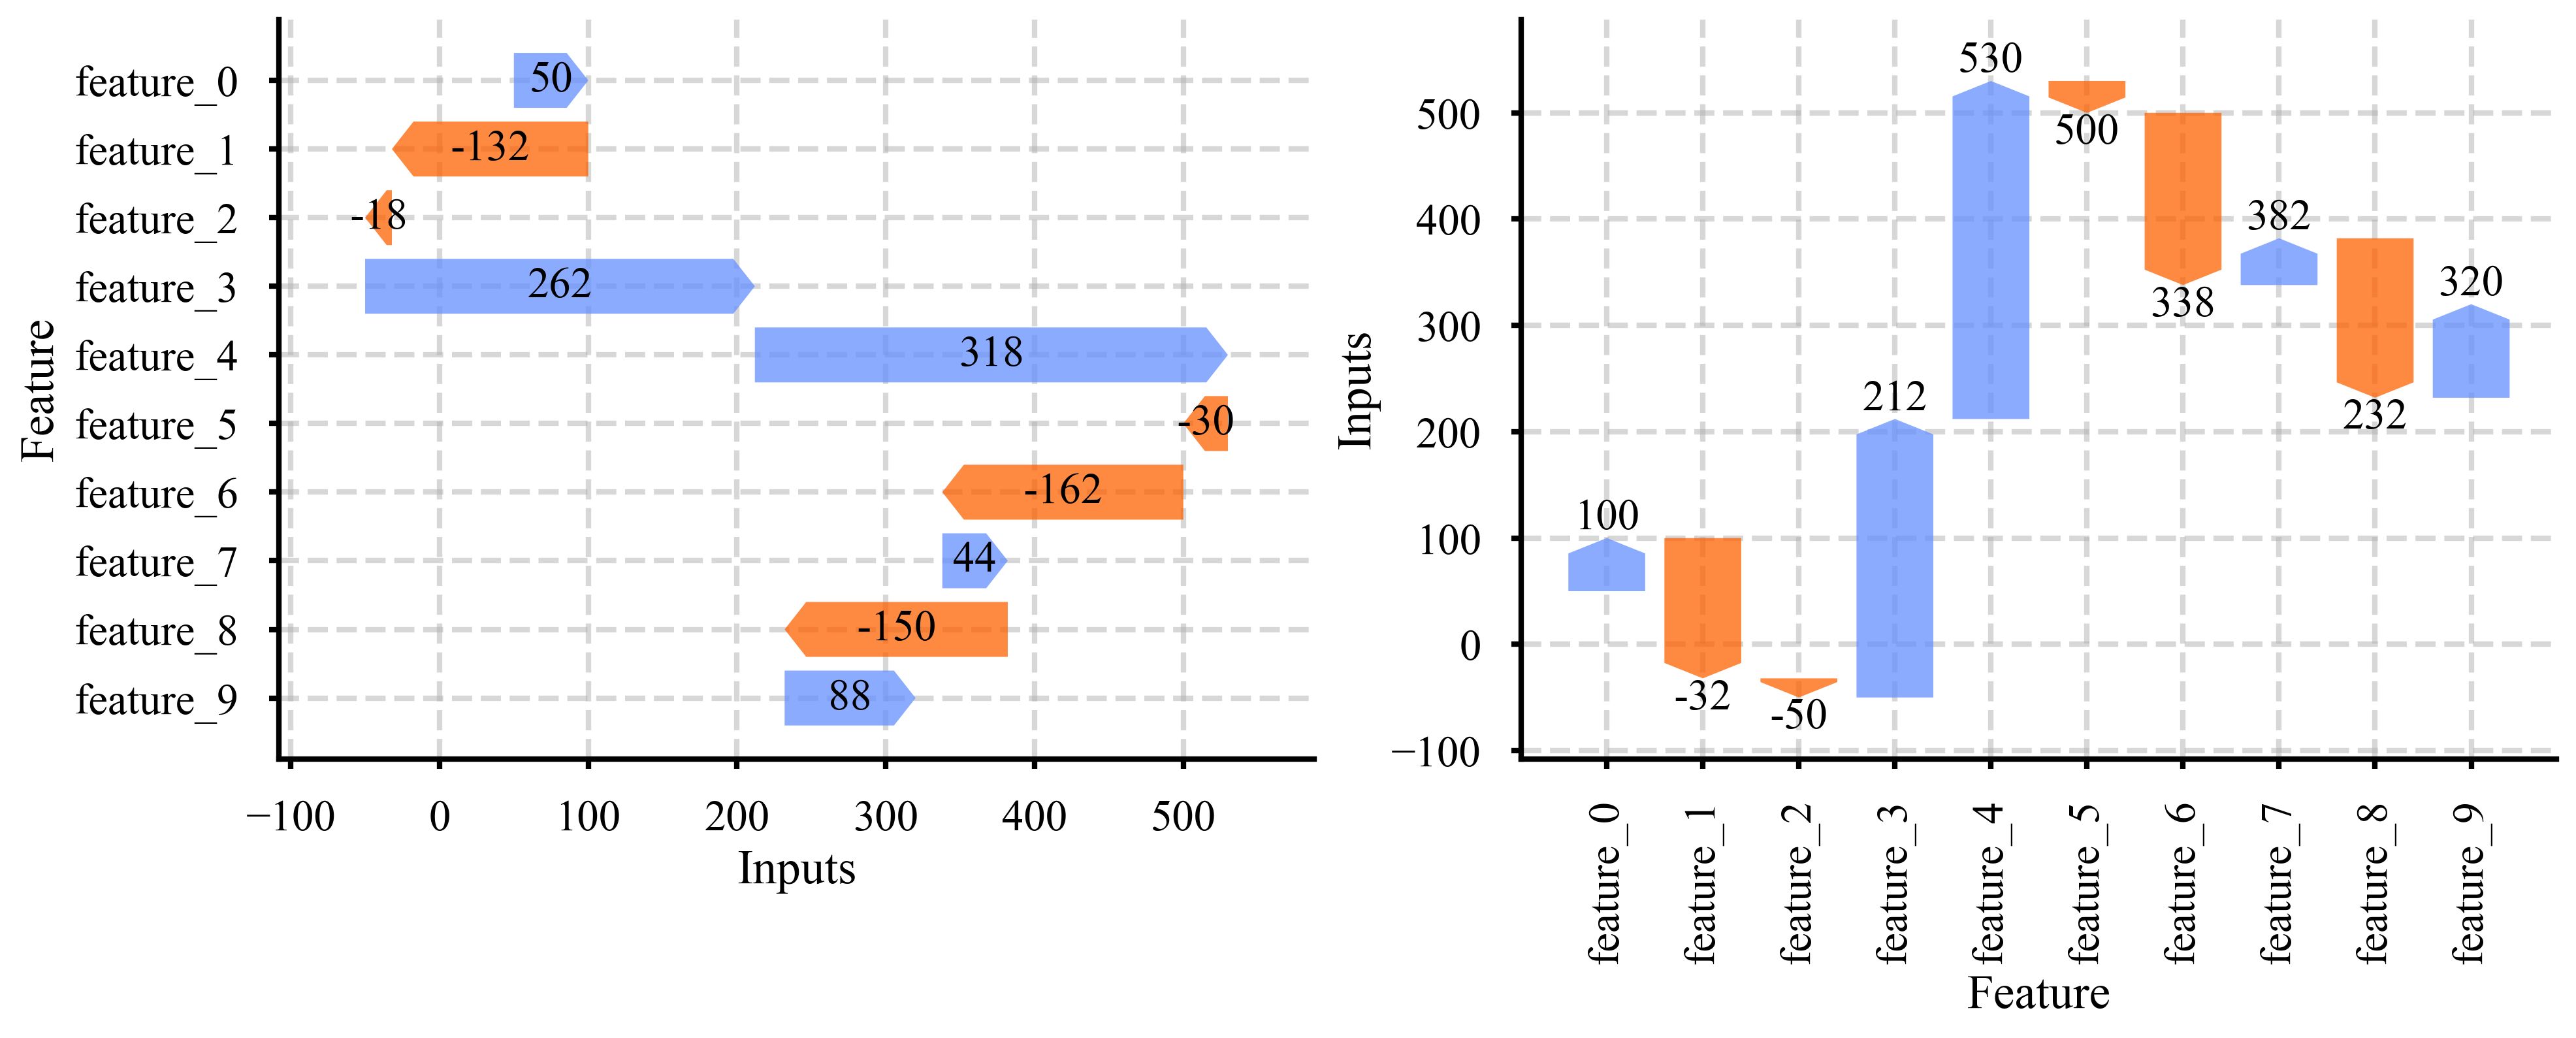 feature_0
feature_1
feature_2
feature_3
feature_4
feature_5
feature_6
feature_7
feature_8
feature_9
Feature
50
-132
-18
262
318
-30
-162
44
-150
88
−100 0 100 200 300 400 500
Inputs
500
400
300
200
100
0
−100
Inputs
100
-32
-50
212
530
500
338
382
232
320
feature_0
feature_1
feature_2
feature_3
feature_4
feature_5
feature_6
feature_7
feature_8
feature_9
Feature